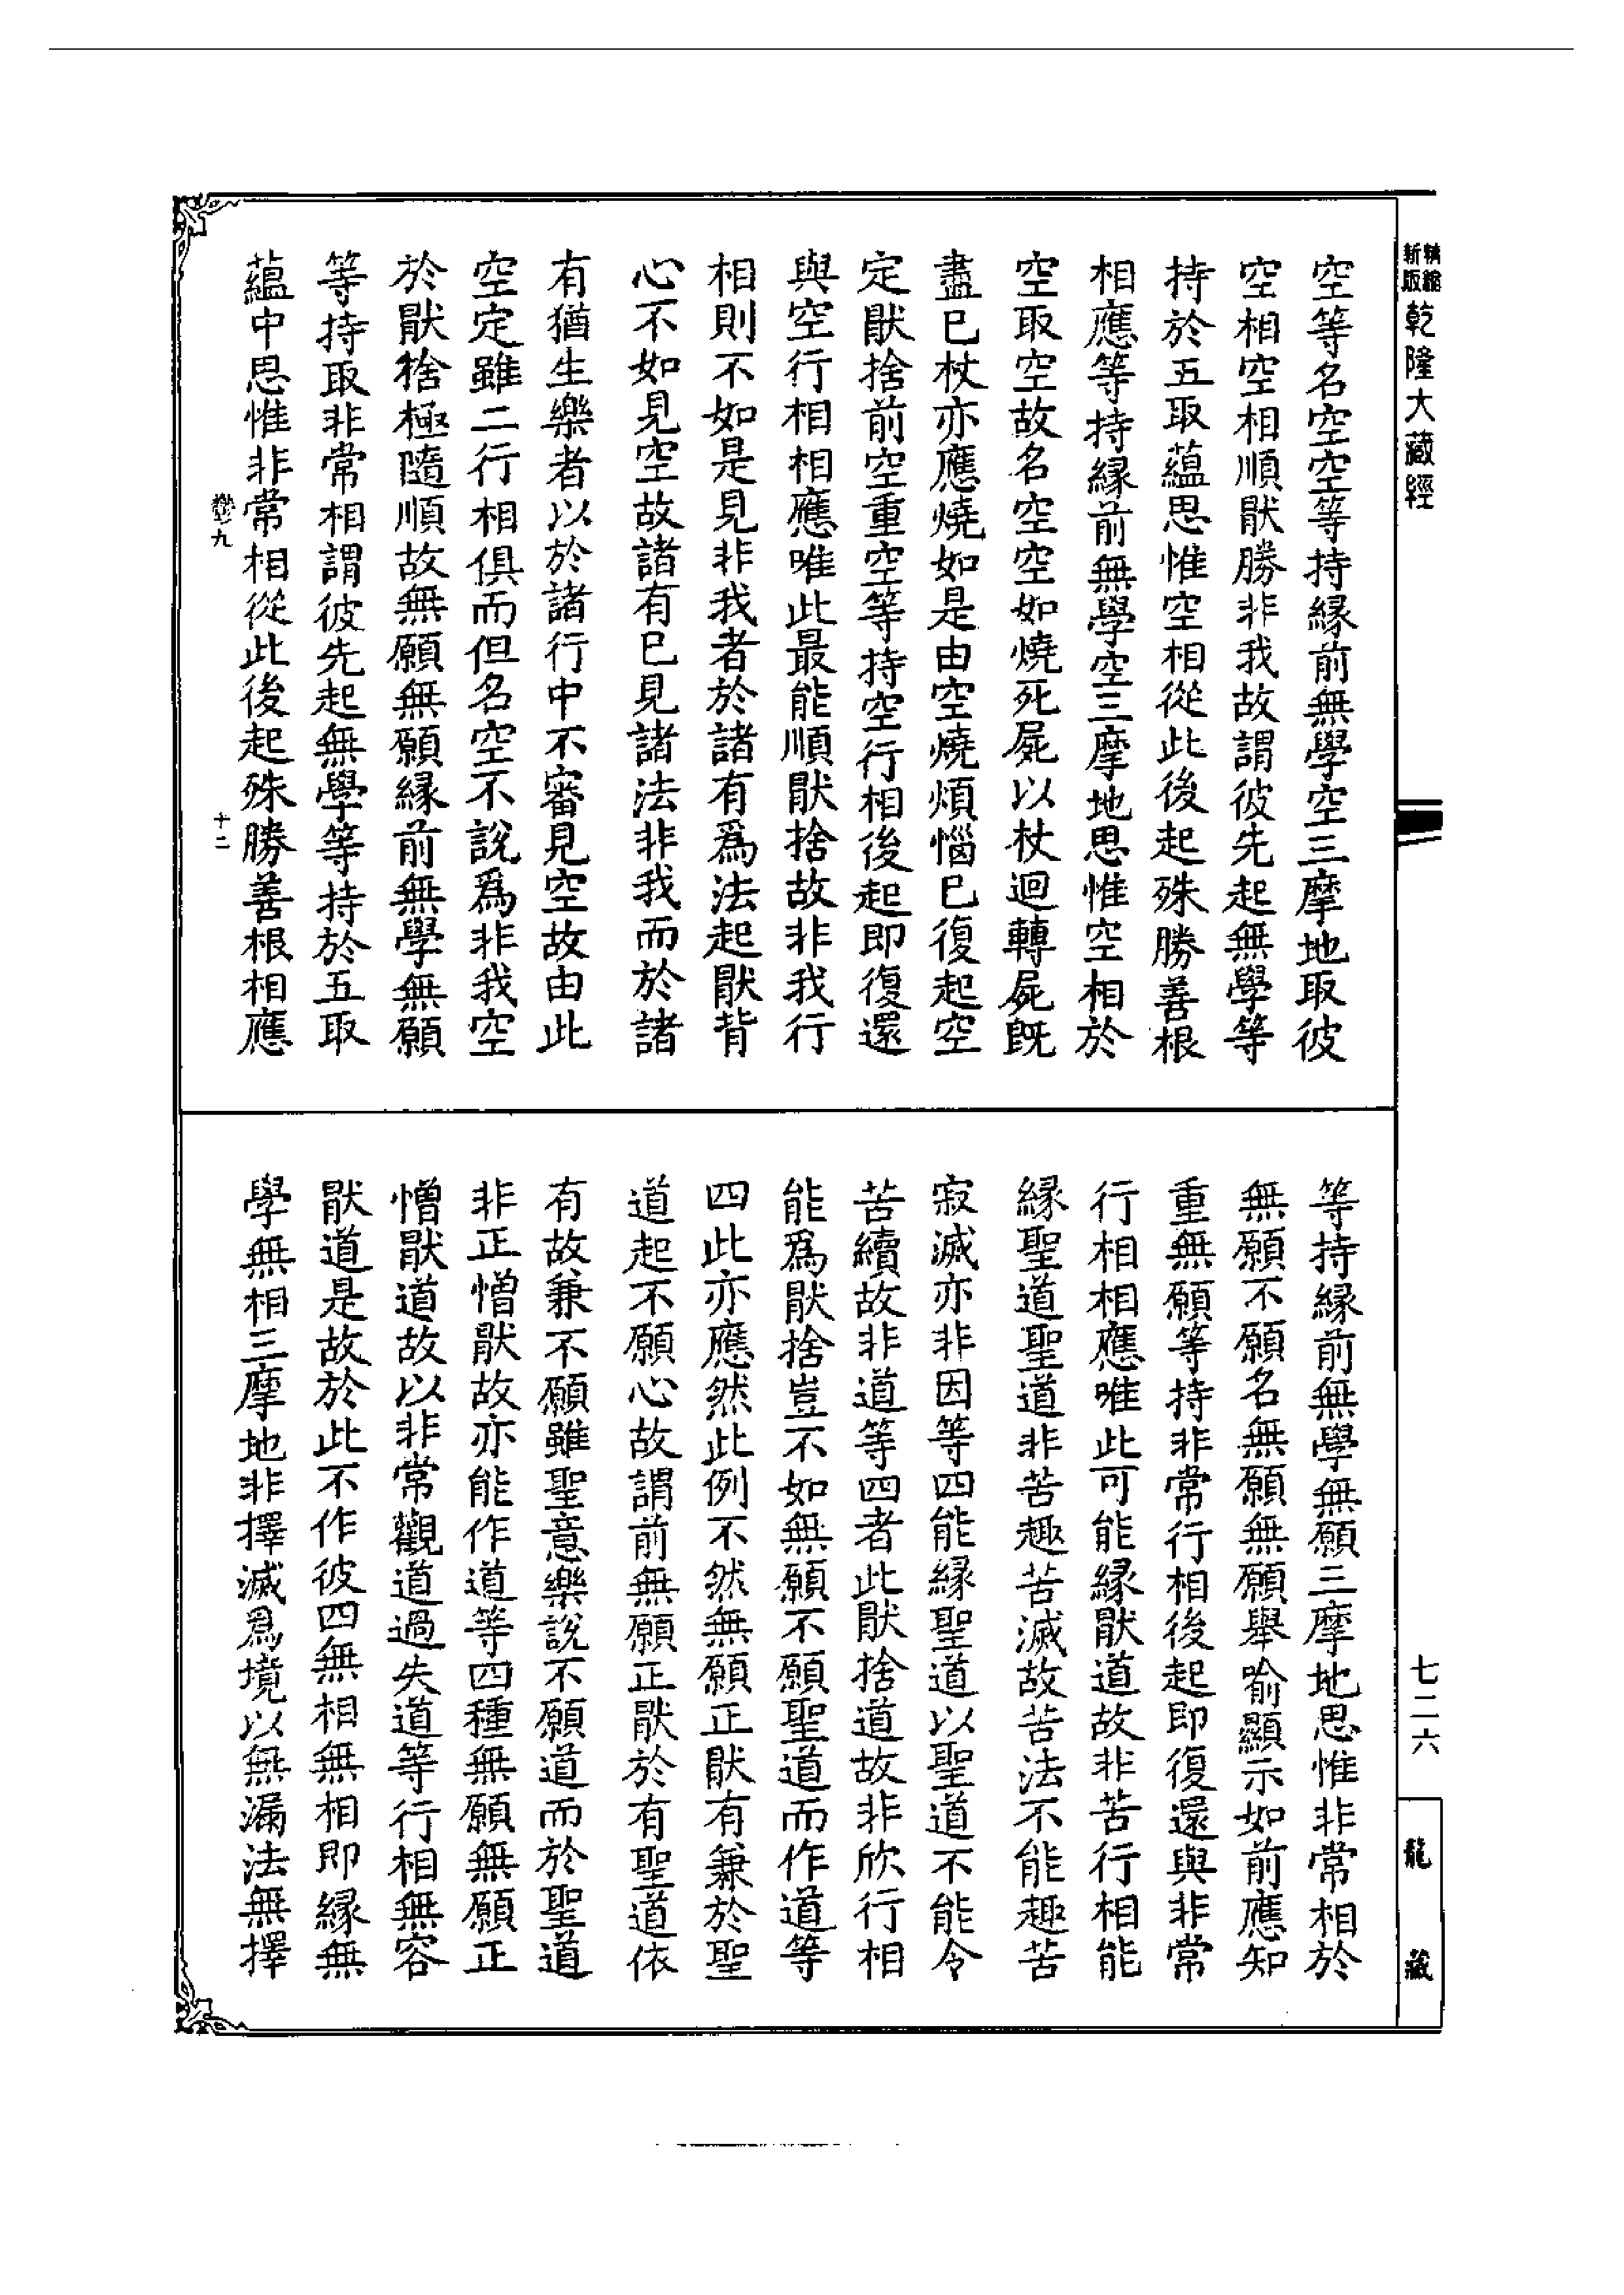 精縮
新版
乾隆大藏經
空等名空空等持緣前無學空三摩地取彼
空相空相順厭勝非我故謂彼先起無學等
持於五取蘊思惟空相從此後起殊勝善根
相應等持緣前無學空三摩地思惟空相於
空取空故名空空如燒死屍以杖迴轉屍既
盡已杖亦應燒如是由空燒煩惱已復起空
定厭捨前空重空等持空行相後起即復還
與空行相相應唯此最能順厭捨故非我行
相則不如是見非我者於諸有為法起厭背
心不如見空故諸有已見諸法非我而於諸
有猶生樂者以於諸行中不審見空故由此
空定雖二行相俱而但名空不說為非我空
於厭捨極隨順故無願無願緣前無學無願
等持取非常相謂彼先起無學等持於五取
蘊中思惟非常相從此後起殊勝善根相應
九
十二
等持緣前無學無願三摩地思惟非常相於
無願不願名無願無願舉喻顯示如前應知
重無願等持非常行相後起即復還與非常
行相相應唯此可能緣厭道故非苦行相能
緣聖道聖道非苦趣苦滅故苦法不能趣苦
寂滅亦非因等四能緣聖道以聖道不能令
苦續故非道等四者此厭捨道故非欣行相
能為厭捨豈不如無願不願聖道而作道等
四此亦應然此例不然無願正厭有兼於聖
道起不願心故謂前無願正厭於有聖道依
有故兼不願雖聖意樂說不願道而於聖道
非正憎厭故亦能作道等四種無願無願正
憎厭道故以非常觀道過失道等行相無容
厭道是故於此不作彼四無相無相即緣無
學無相三摩地非擇滅為境以無漏法無擇
七二六
龍藏